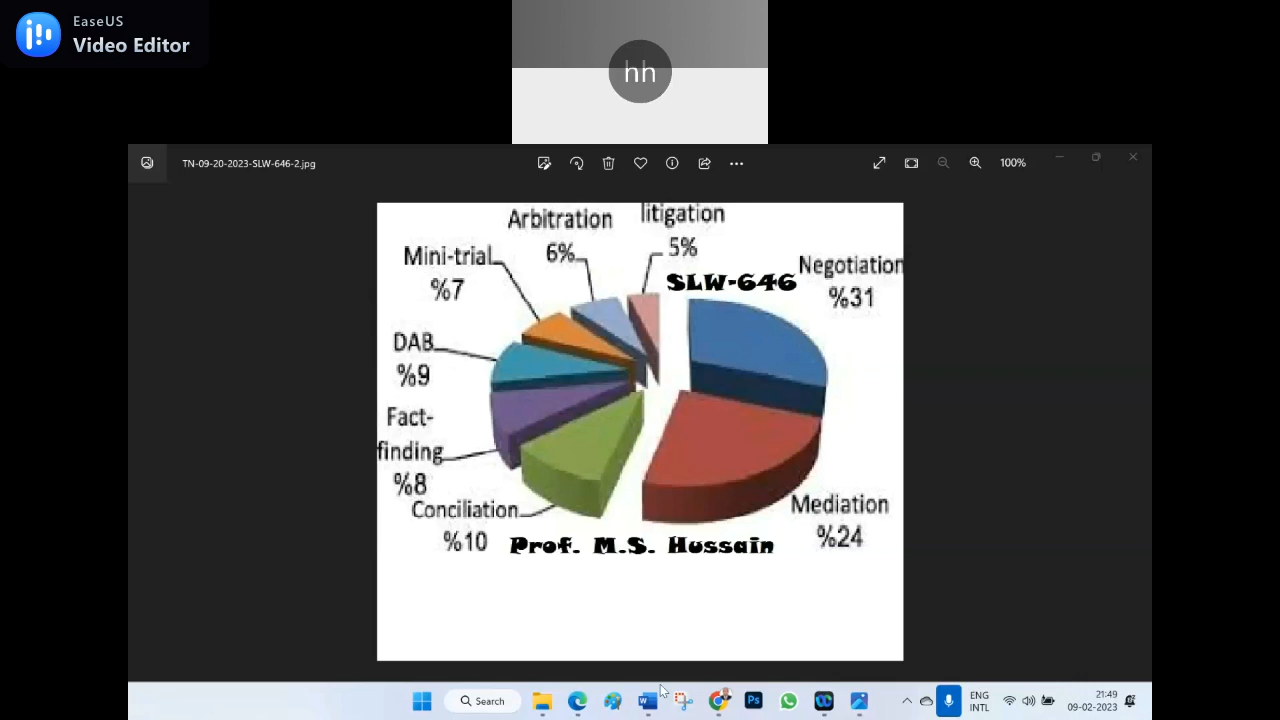 EaseUS
Video Editor
hh
TN-09-20-2023-SLW-646-2.jpg
100%
Arbitration
6%
litigation
5%
Mini-trial
%7
SLW-646
Negotiation
%31
DAB
%9
Fact-
finding
%8
Conciliation
%10
Mediation
%24
Prof. M.S. Hussain
Search
Ps
ENG
INTL
21:49
09-02-2023